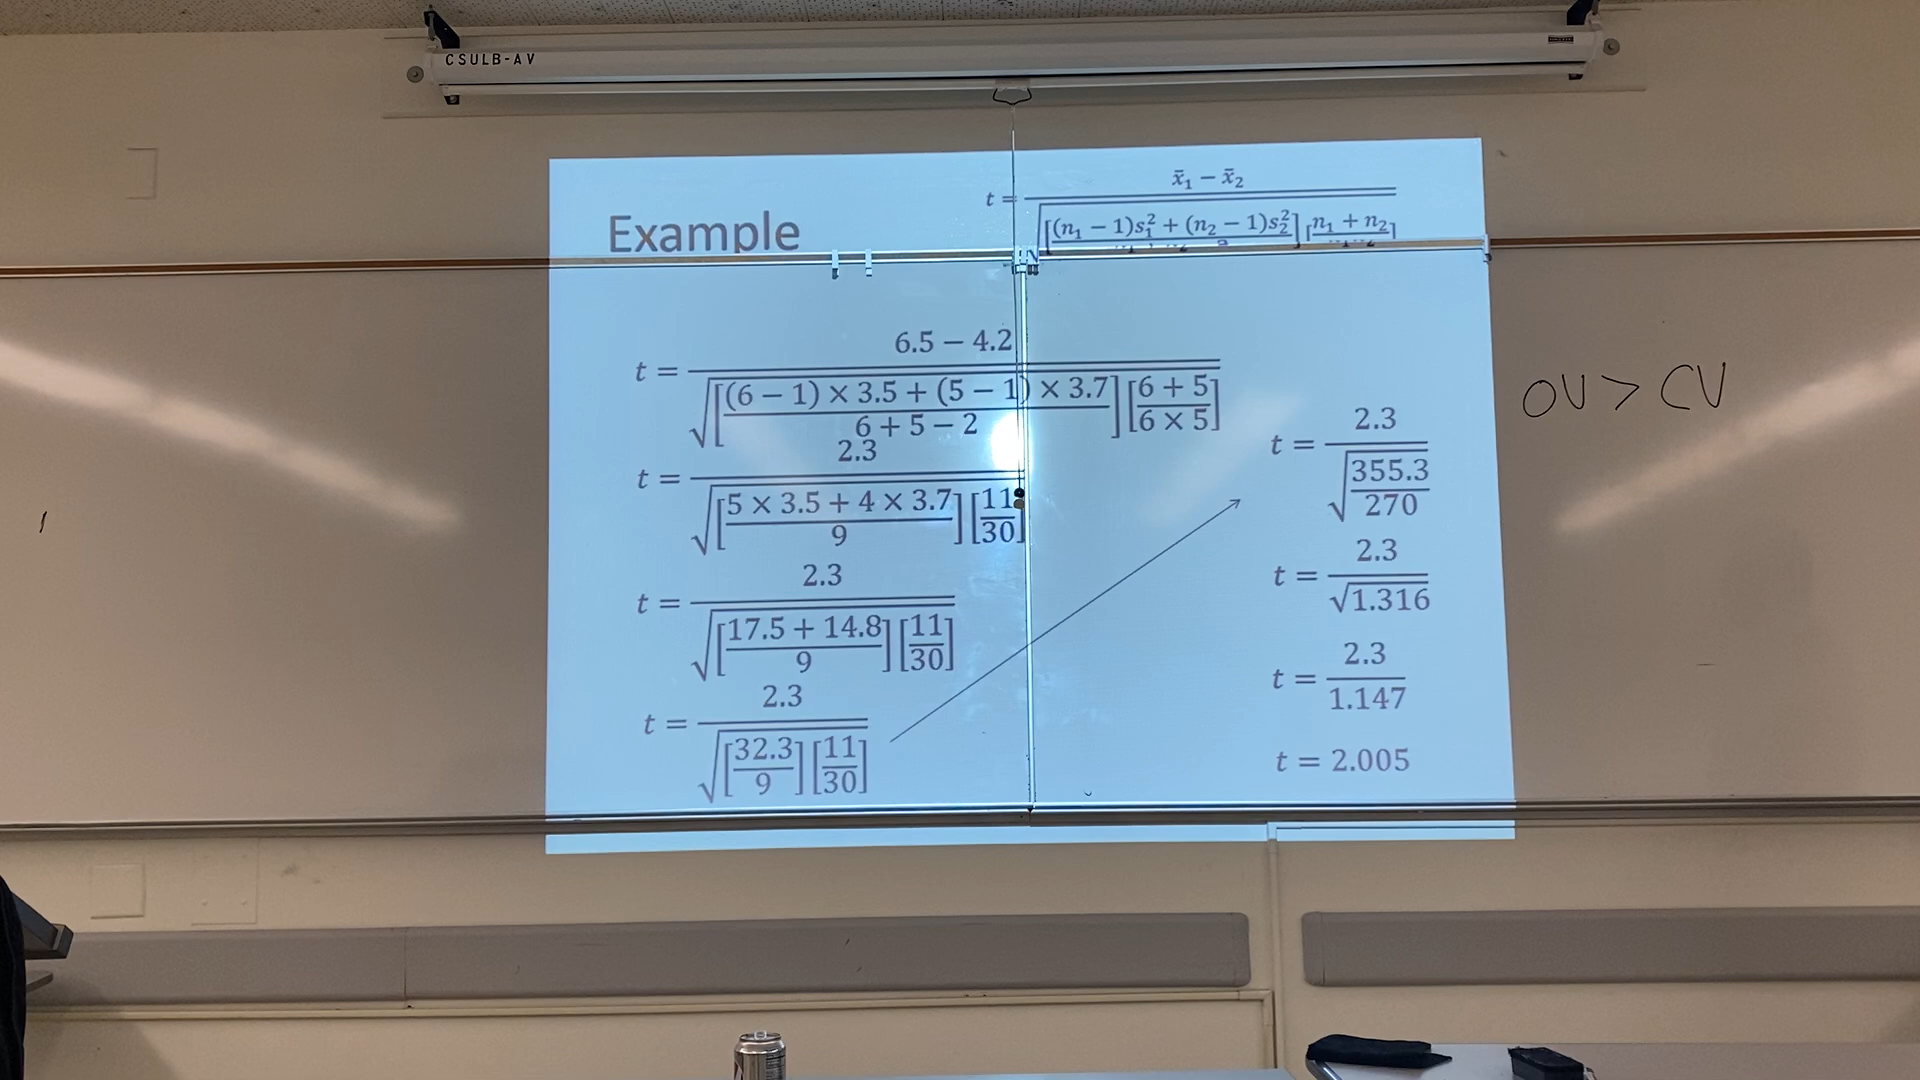 CSULB-AV
Example
t = x̄₁ − x̄₂ / √[(n₁ − 1)s₁² + (n₂ − 1)s₂²] [n₁ + n₂]
t = 6.5 − 4.2 / √[(6 − 1) × 3.5 + (5 − 1) × 3.7 / 6 + 5 − 2] [6 + 5 / 6 × 5]
t = 2.3 / √[5 × 3.5 + 4 × 3.7 / 9] [11 / 30]
t = 2.3 / √[17.5 + 14.8 / 9] [11 / 30]
t = 2.3 / √[32.3 / 9] [11 / 30]
t = 2.3 / √355.3 / 270
t = 2.3 / √1.316
t = 2.3 / 1.147
t = 2.005
OV > CV